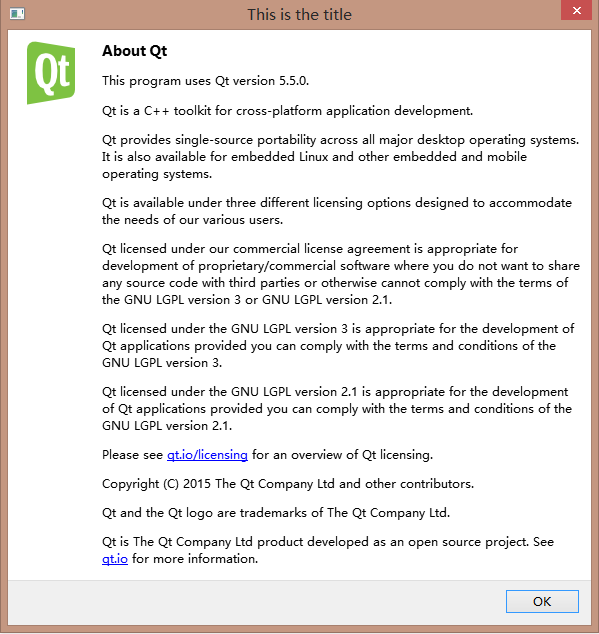 This is the title
Qt
About Qt
This program uses Qt version 5.5.0.
Qt is a C++ toolkit for cross-platform application development.
Qt provides single-source portability across all major desktop operating systems.
It is also available for embedded Linux and other embedded and mobile
operating systems.
Qt is available under three different licensing options designed to accommodate
the needs of our various users.
Qt licensed under our commercial license agreement is appropriate for
development of proprietary/commercial software where you do not want to share
any source code with third parties or otherwise cannot comply with the terms of
the GNU LGPL version 3 or GNU LGPL version 2.1.
Qt licensed under the GNU LGPL version 3 is appropriate for the development of
Qt applications provided you can comply with the terms and conditions of the
GNU LGPL version 3.
Qt licensed under the GNU LGPL version 2.1 is appropriate for the development
of Qt applications provided you can comply with the terms and conditions of the
GNU LGPL version 2.1.
Please see qt.io/licensing for an overview of Qt licensing.
Copyright (C) 2015 The Qt Company Ltd and other contributors.
Qt and the Qt logo are trademarks of The Qt Company Ltd.
Qt is The Qt Company Ltd product developed as an open source project. See
qt.io for more information.
OK